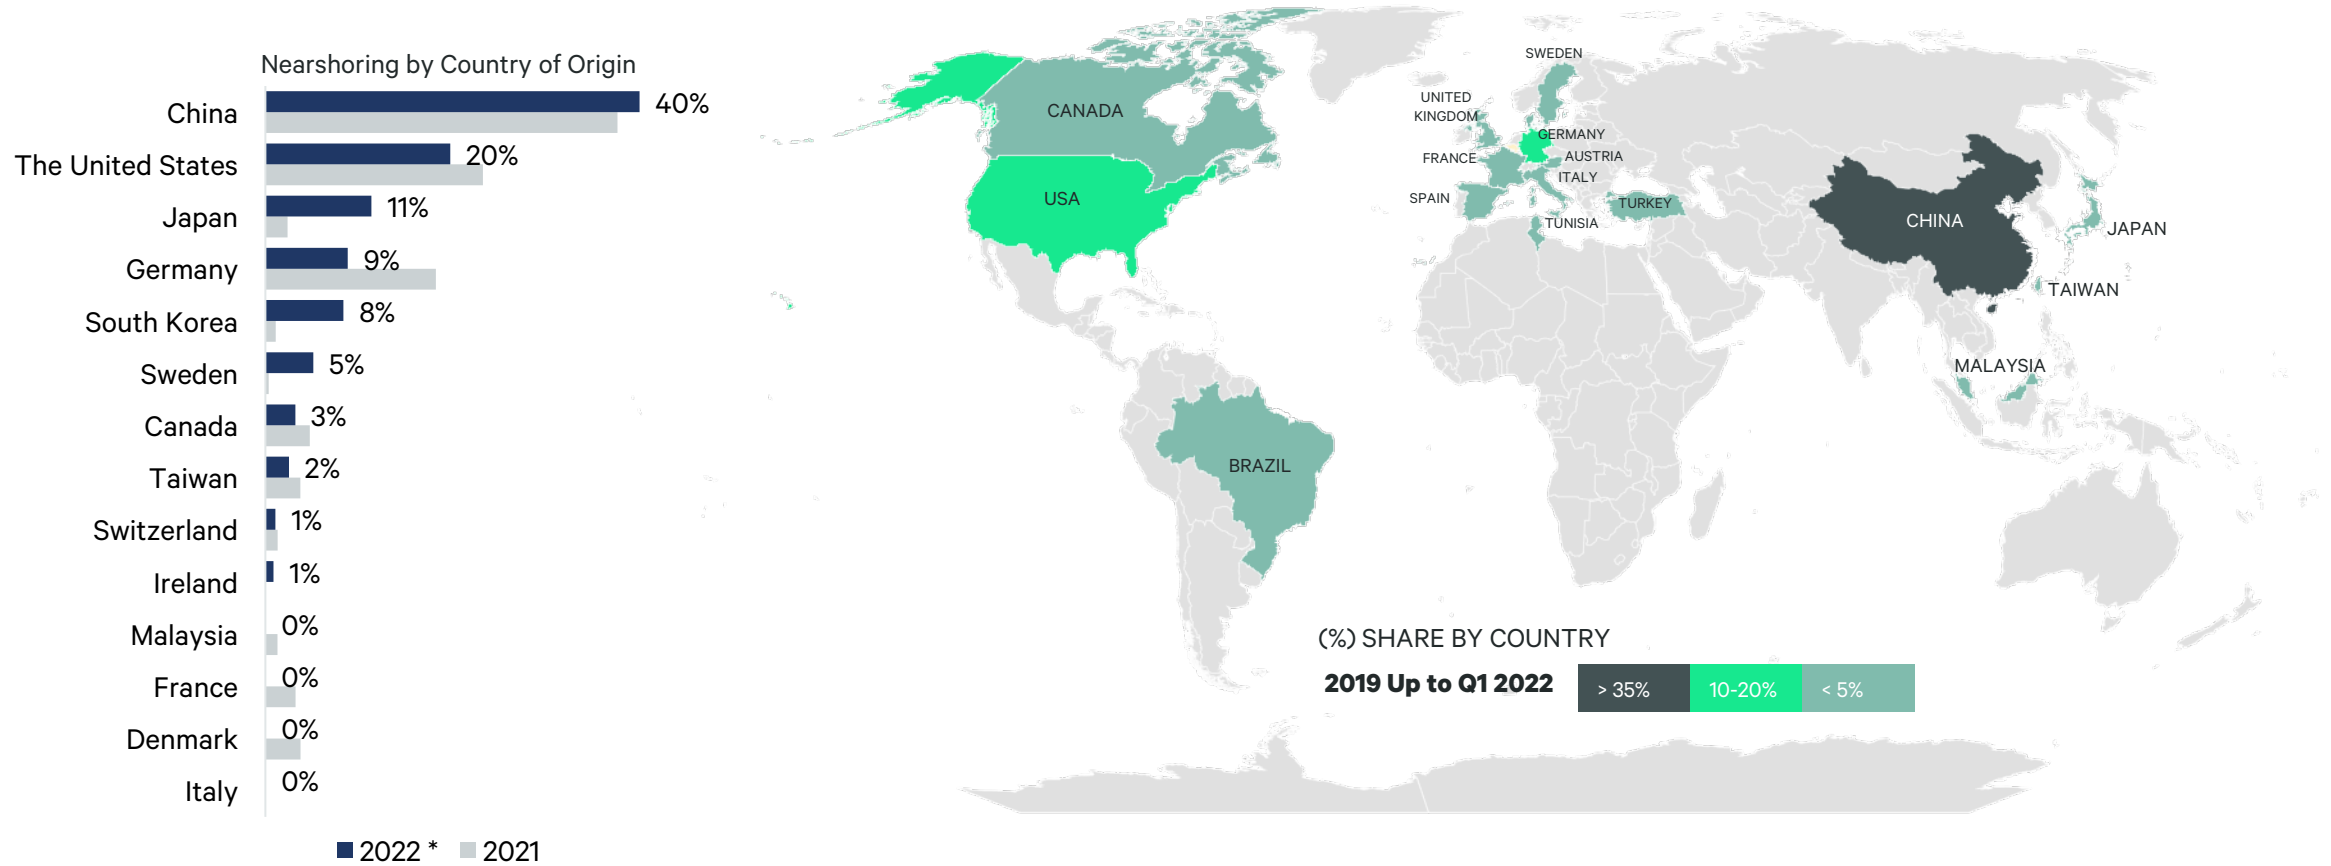 Nearshoring by Country of Origin
China 40%
The United States 20%
Japan 11%
Germany 9%
South Korea 8%
Sweden 5%
Canada 3%
Taiwan 2%
Switzerland 1%
Ireland 1%
Malaysia 0%
France 0%
Denmark 0%
Italy 0%
2022 * 2021
CANADA
USA
BRAZIL
SWEDEN
UNITED
KINGDOM
GERMANY
FRANCE
AUSTRIA
ITALY
SPAIN
TURKEY
TUNISIA
CHINA
JAPAN
TAIWAN
MALAYSIA
(%) SHARE BY COUNTRY
2019 Up to Q1 2022 > 35% 10-20% < 5%